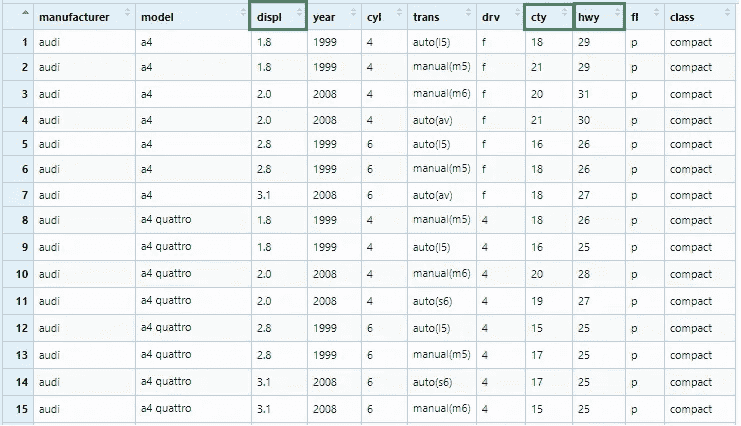 manufacturer model displ year cyl trans drv cty hwy fl class
1 audi a4 1.8 1999 4 auto(l5) f 18 29 p compact
2 audi a4 1.8 1999 4 manual(m5) f 21 29 p compact
3 audi a4 2.0 2008 4 manual(m6) f 20 31 p compact
4 audi a4 2.0 2008 4 auto(av) f 21 30 p compact
5 audi a4 2.8 1999 6 auto(l5) f 16 26 p compact
6 audi a4 2.8 1999 6 manual(m5) f 18 26 p compact
7 audi a4 3.1 2008 6 auto(av) f 18 27 p compact
8 audi a4 quattro 1.8 1999 4 manual(m5) 4 18 26 p compact
9 audi a4 quattro 1.8 1999 4 auto(l5) 4 16 25 p compact
10 audi a4 quattro 2.0 2008 4 manual(m6) 4 20 28 p compact
11 audi a4 quattro 2.0 2008 4 auto(s6) 4 19 27 p compact
12 audi a4 quattro 2.8 1999 6 auto(l5) 4 15 25 p compact
13 audi a4 quattro 2.8 1999 6 manual(m5) 4 17 25 p compact
14 audi a4 quattro 3.1 2008 6 auto(s6) 4 17 25 p compact
15 audi a4 quattro 3.1 2008 6 manual(m6) 4 15 25 p compact